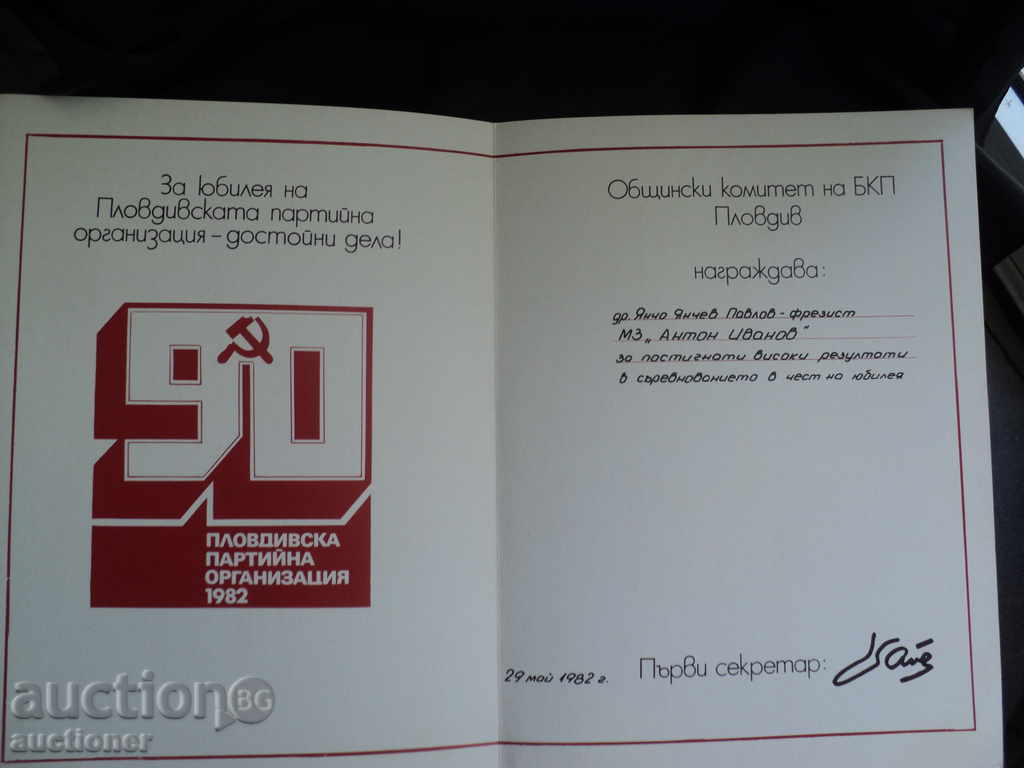 За юбилея на
Пловдивската партийна
организация – достойни дела!
90
ПЛОВДИВСКА
ПАРТИЙНА
ОРГАНИЗАЦИЯ
1982
Общински комитет на БКП
Пловдив
награждава:
др. Янчо Янчев Павлов - фрезист
МЗ „Антон Иванов"
за постигнати високи резултати
в съревнованието в чест на юбилея
29 май 1982 г.
Първи секретар:
auction BG
auctioner